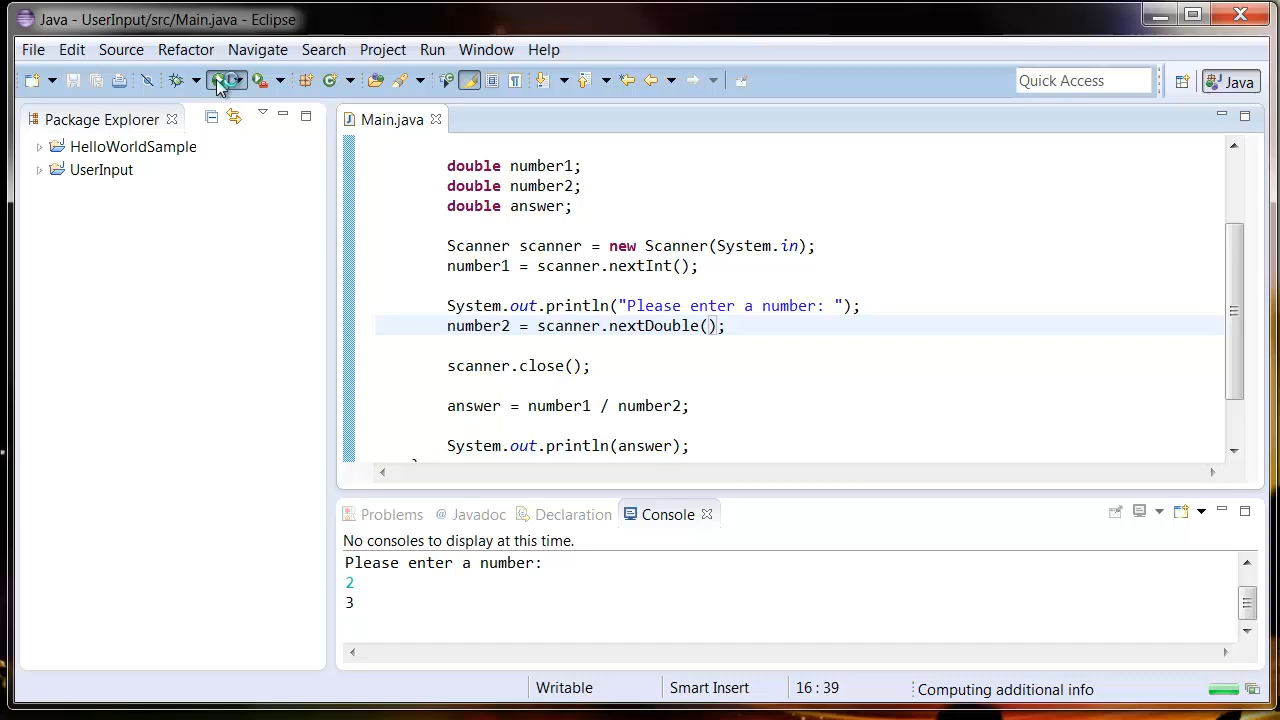 Java - UserInput/src/Main.java - Eclipse
File Edit Source Refactor Navigate Search Project Run Window Help
Quick Access
Java
Package Explorer
HelloWorldSample
UserInput
Main.java
double number1;
double number2;
double answer;
Scanner scanner = new Scanner(System.in);
number1 = scanner.nextInt();
System.out.println("Please enter a number: ");
number2 = scanner.nextDouble();
scanner.close();
answer = number1 / number2;
System.out.println(answer);
Problems @ Javadoc Declaration Console
No consoles to display at this time.
Please enter a number:
2
3
Writable Smart Insert 16 : 39 Computing additional info